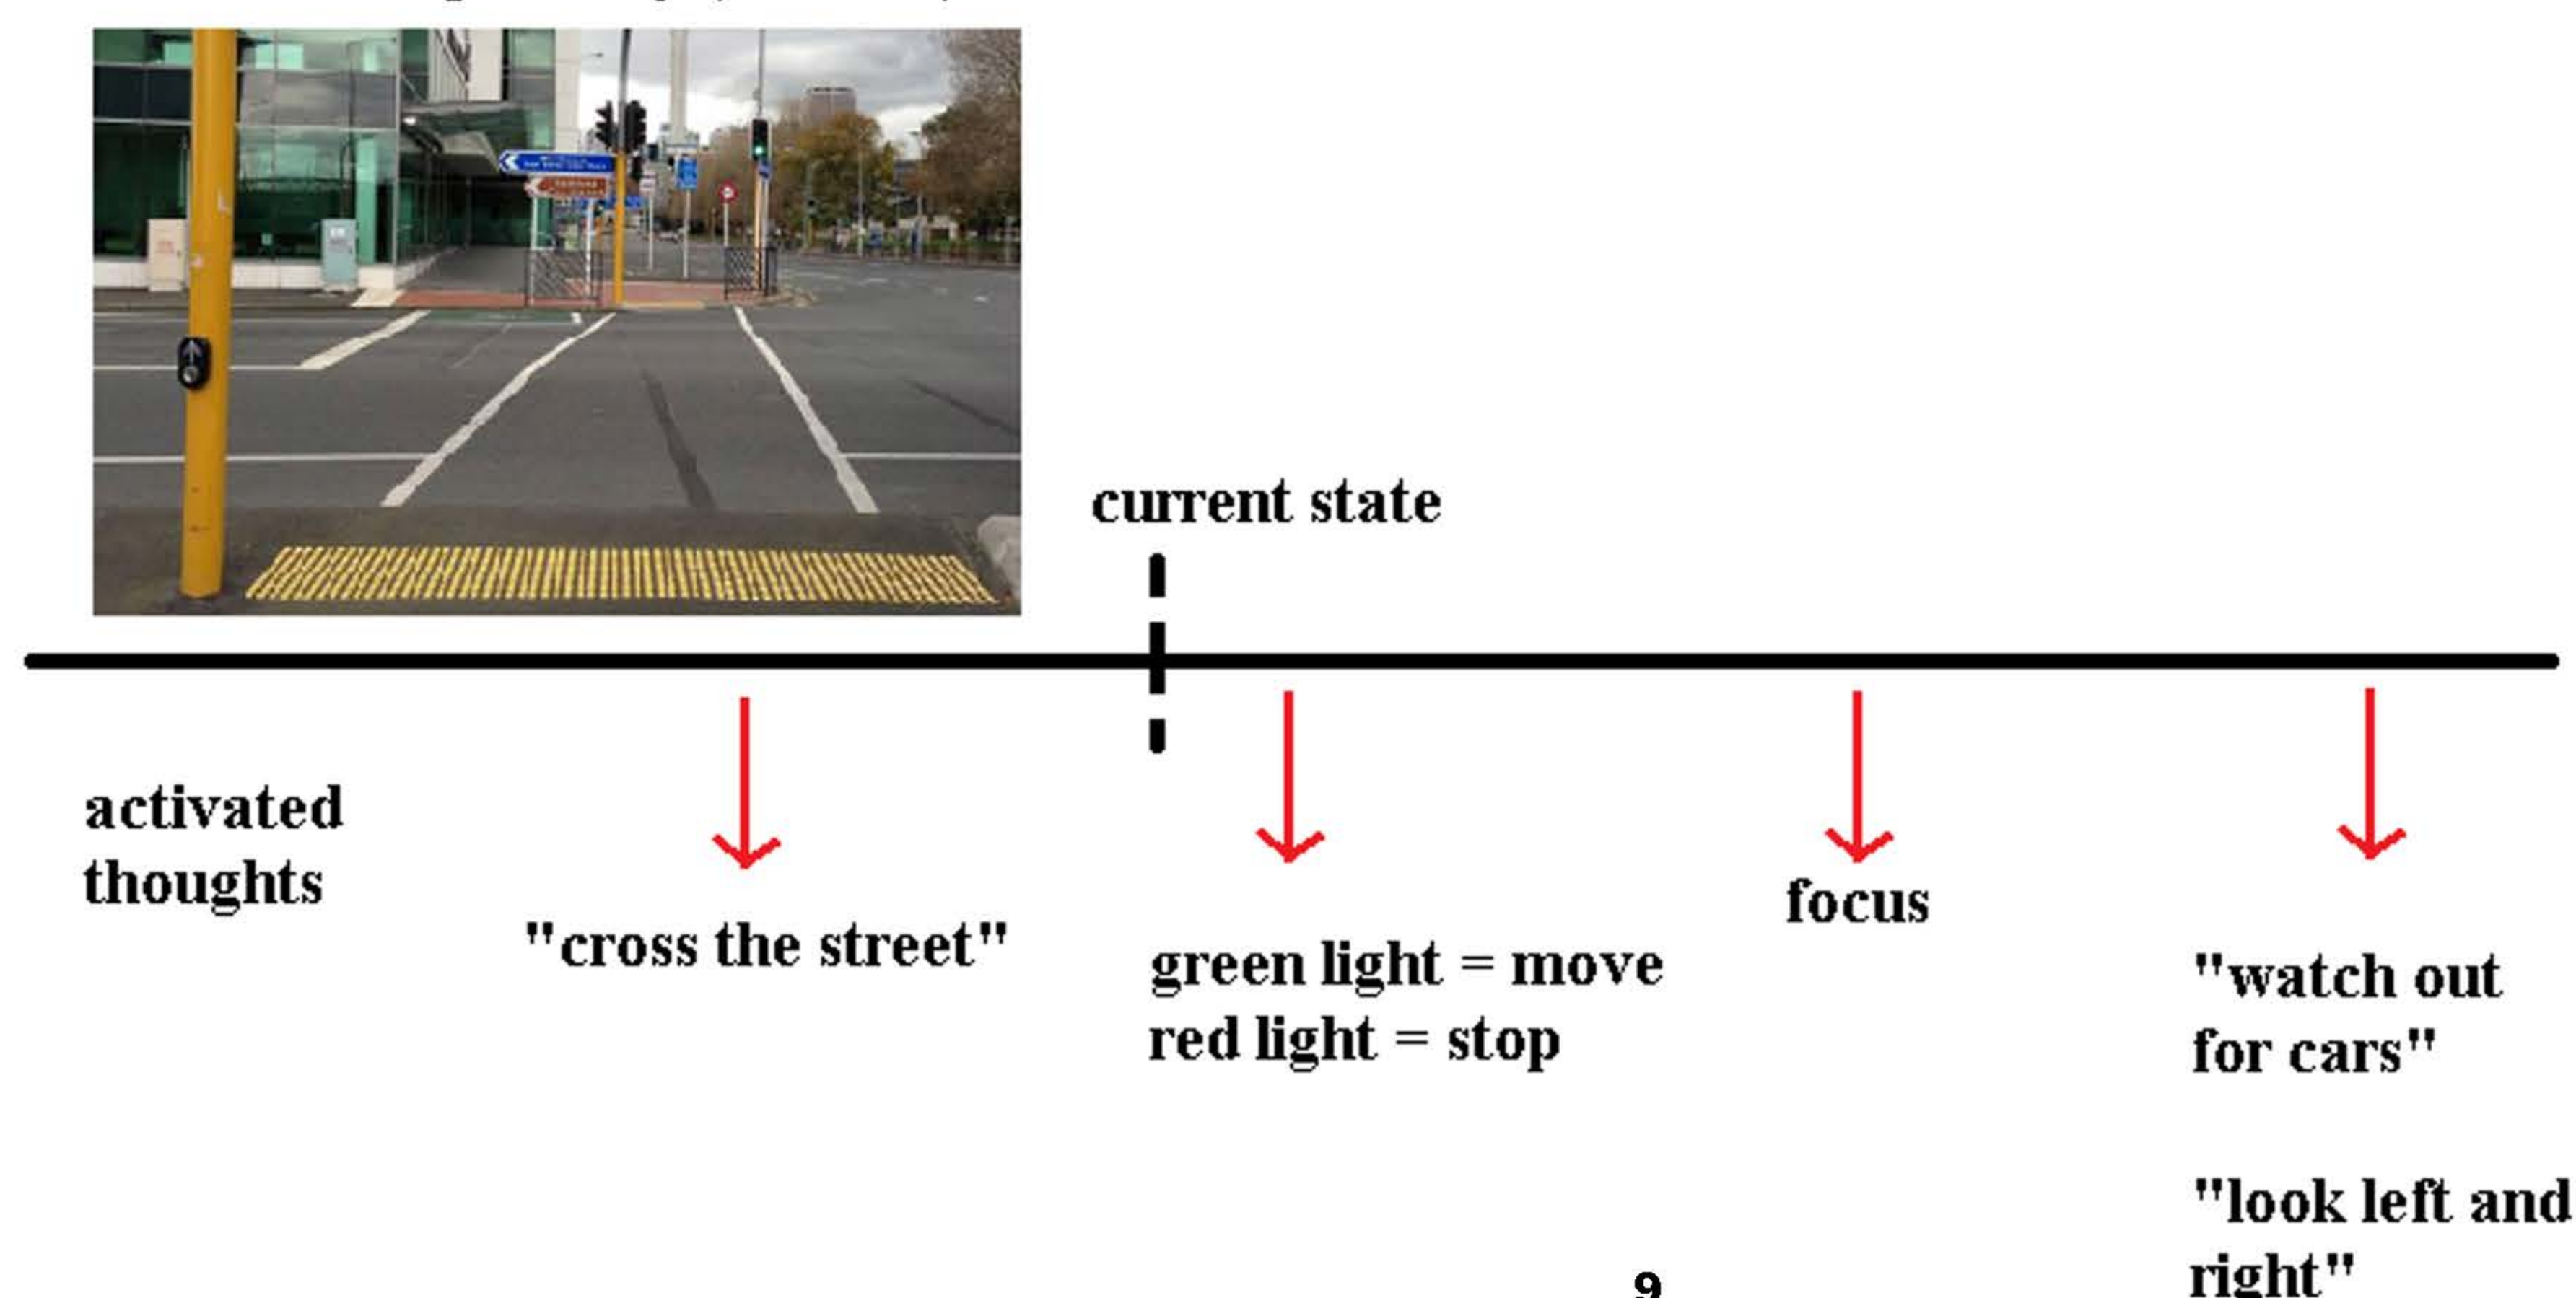 current state
activated
thoughts
"cross the street"
green light = move
red light = stop
focus
"watch out
for cars"
"look left and
right"
9